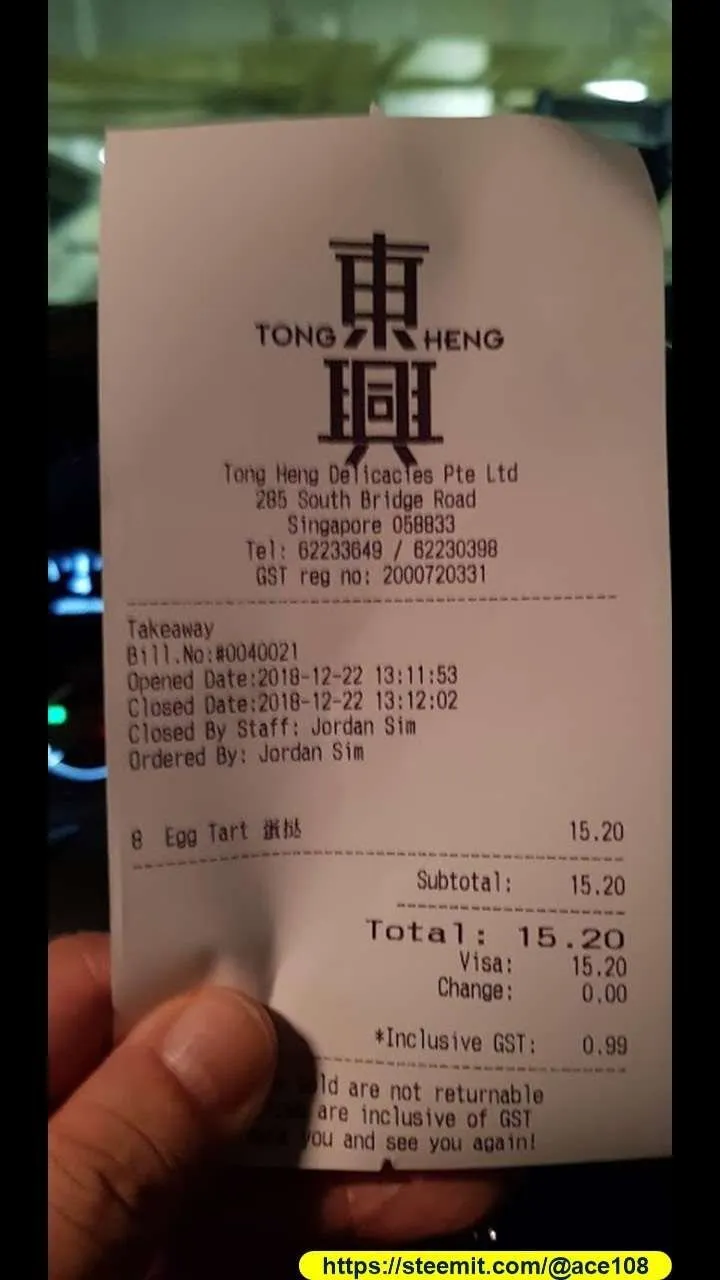 東
TONG HENG
興
Tong Heng Delicacies Pte Ltd
285 South Bridge Road
Singapore 058833
Tel: 62233649 / 62230398
GST reg no: 2000720331
Takeaway
Bill.No:#0040021
Opened Date:2018-12-22 13:11:53
Closed Date:2018-12-22 13:12:02
Closed By Staff: Jordan Sim
Ordered By: Jordan Sim
8 Egg Tart 蛋挞 15.20
Subtotal: 15.20
Total: 15.20
Visa: 15.20
Change: 0.00
*Inclusive GST: 0.99
are not returnable
are inclusive of GST
you and see you again!
https://steemit.com/@ace108